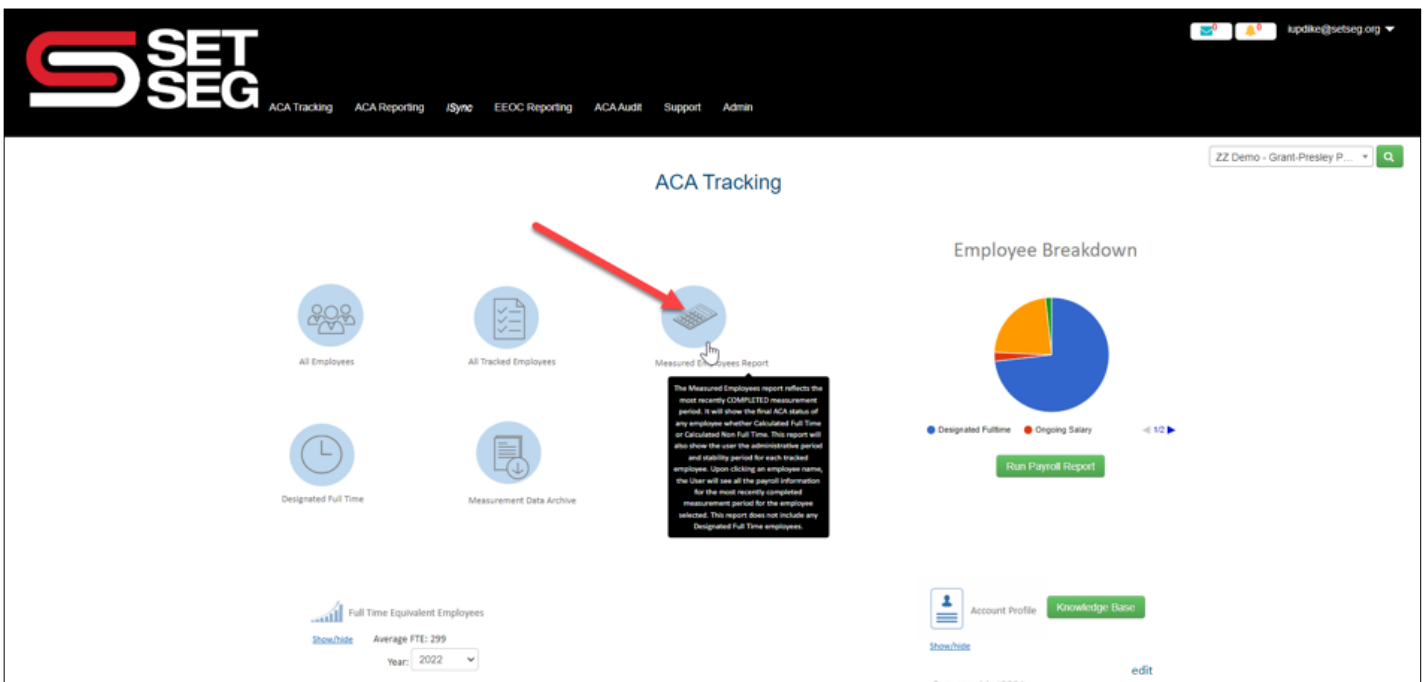 SET
SEG
0
0
iupdike@setseg.org
ACA Tracking ACA Reporting iSync EEOC Reporting ACA Audit Support Admin
ZZ Demo - Grant-Presley P...
ACA Tracking
Employee Breakdown
All Employees
All Tracked Employees
Measured Employees Report
The Measured Employees report reflects the
most recently COMPLETED measurement
period. It will show the final ACA status of
any employee whether Calculated Full Time
or Calculated Non Full Time. This report will
also show the user the administrative period
and stability period for each tracked
employee. Upon clicking an employee name,
the User will see all the payroll information
for the most recently completed
measurement period for the employee
selected. This report does not include any
Designated Full Time employees.
Designated Fulltime Ongoing Salary 1/2
Run Payroll Report
Designated Full Time
Measurement Data Archive
Full Time Equivalent Employees
Show/hide Average FTE: 299
Year: 2022
Account Profile Knowledge Base
Show/hide
edit